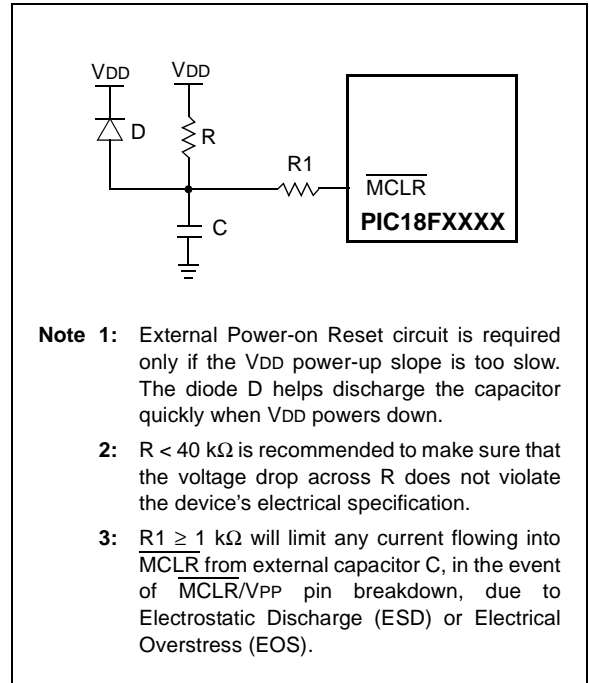 VDD VDD
D
R
R1
MCLR
C
PIC18FXXXX
Note 1: External Power-on Reset circuit is required
only if the VDD power-up slope is too slow.
The diode D helps discharge the capacitor
quickly when VDD powers down.
2: R < 40 kΩ is recommended to make sure that
the voltage drop across R does not violate
the device's electrical specification.
3: R1 ≥ 1 kΩ will limit any current flowing into
MCLR from external capacitor C, in the event
of MCLR/VPP pin breakdown, due to
Electrostatic Discharge (ESD) or Electrical
Overstress (EOS).